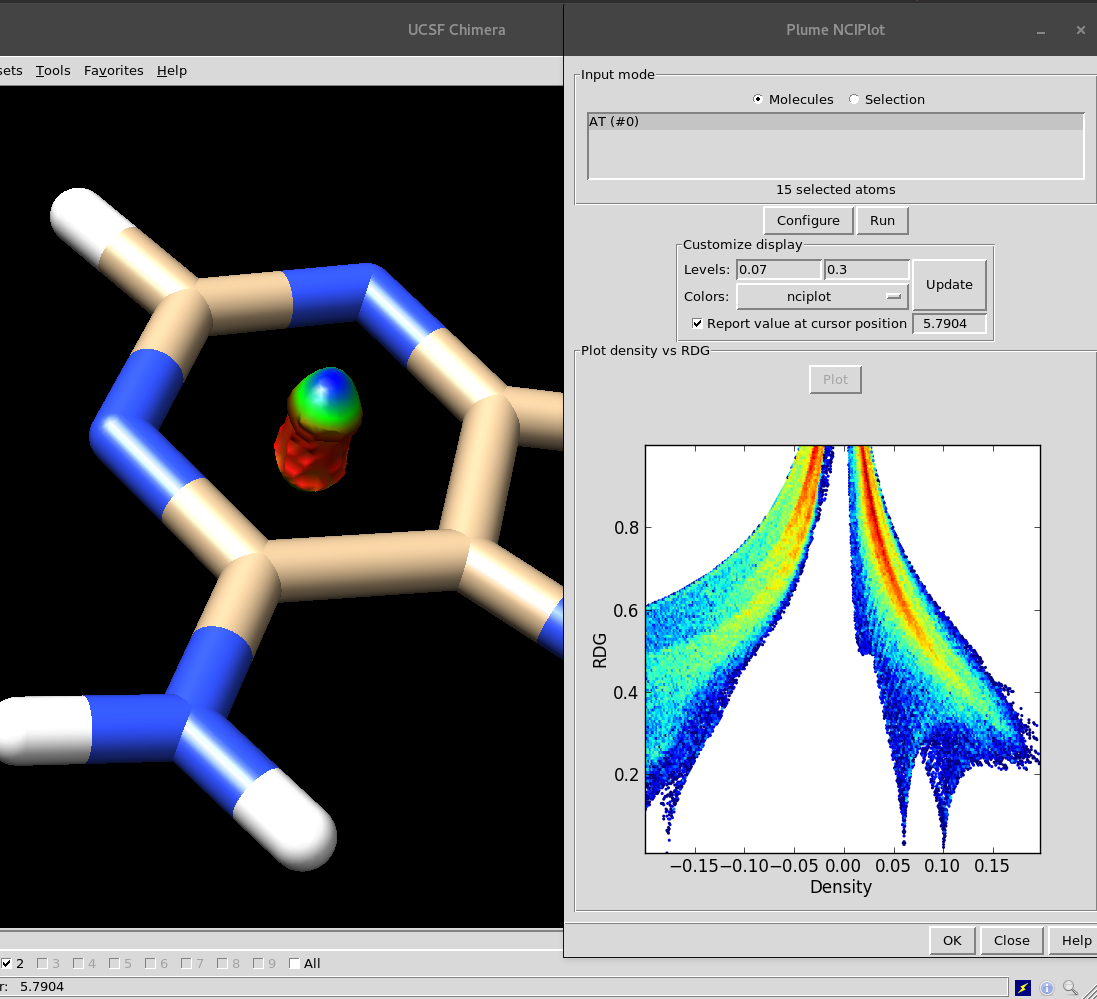 UCSF Chimera
Plume NCIPlot
sets Tools Favorites Help
Input mode
Molecules Selection
AT (#0)
15 selected atoms
Configure Run
Customize display
Levels: 0.07 0.3
Update
Colors: nciplot
Report value at cursor position 5.7904
Plot density vs RDG
Plot
0.8
0.6
0.4
0.2
RDG
−0.15 −0.10 −0.05 0.00 0.05 0.10 0.15
Density
OK Close Help
2 3 4 5 6 7 8 9 All
r: 5.7904